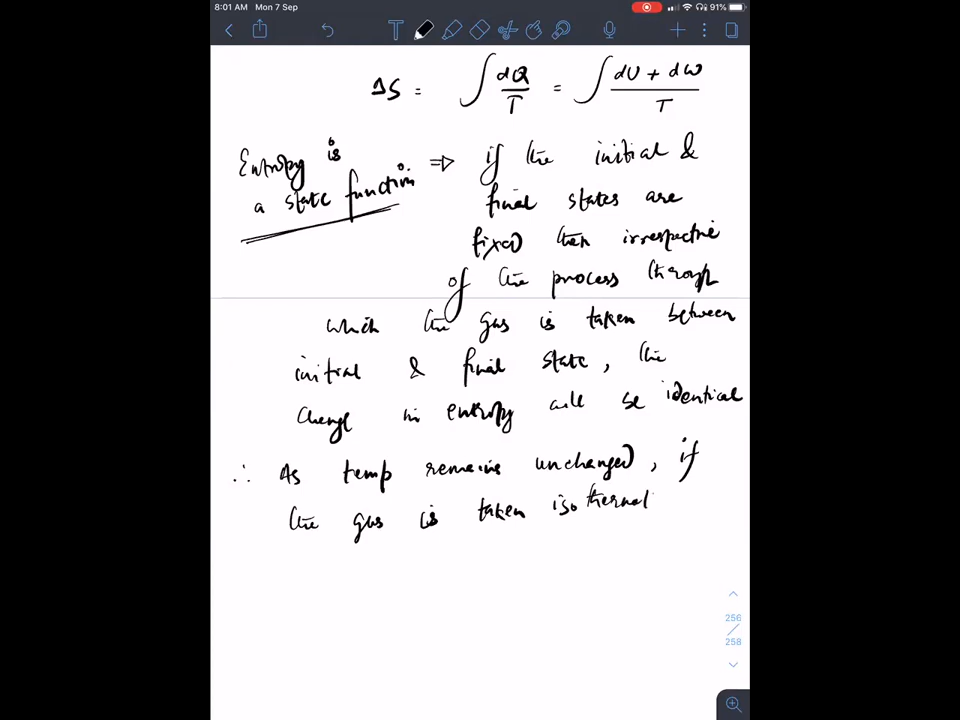 8:01 AM Mon 7 Sep 91%
ΔS = ∫ dQ/T = ∫ (dU + dW)/T
Entropy is
a state function ⇒ if the initial &
final states are
fixed then irrespective
of the process through
which the gas is taken between
initial & final state, the
change in entropy will be identical
∴ As temp remains unchanged, if
the gas is taken isothermal
256
258